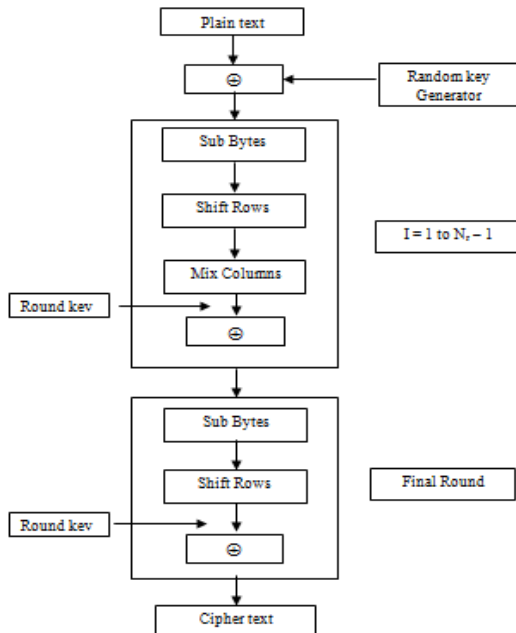 Plain text
⊕
Random key
Generator
Sub Bytes
Shift Rows
I = 1 to Nᵣ – 1
Mix Columns
Round kev
⊕
Sub Bytes
Shift Rows
Final Round
Round kev
⊕
Cipher text